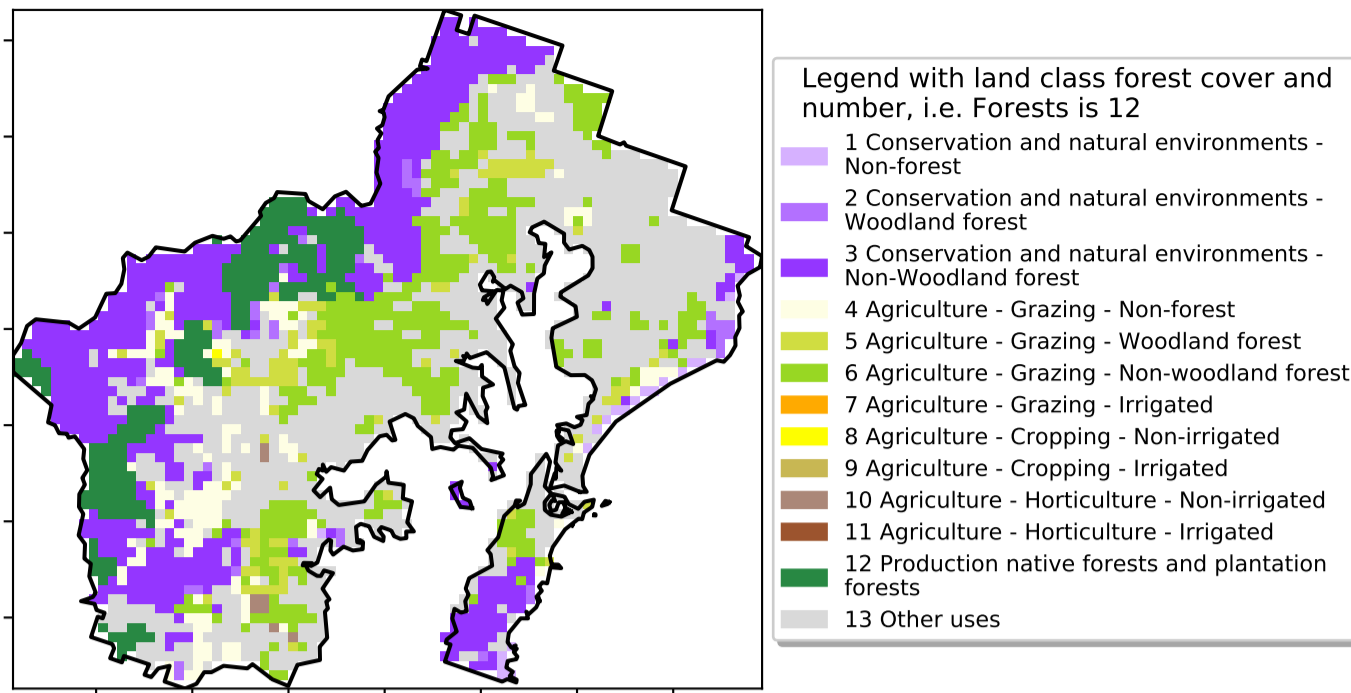 Legend with land class forest cover and
number, i.e. Forests is 12
1 Conservation and natural environments -
Non-forest
2 Conservation and natural environments -
Woodland forest
3 Conservation and natural environments -
Non-Woodland forest
4 Agriculture - Grazing - Non-forest
5 Agriculture - Grazing - Woodland forest
6 Agriculture - Grazing - Non-woodland forest
7 Agriculture - Grazing - Irrigated
8 Agriculture - Cropping - Non-irrigated
9 Agriculture - Cropping - Irrigated
10 Agriculture - Horticulture - Non-irrigated
11 Agriculture - Horticulture - Irrigated
12 Production native forests and plantation
forests
13 Other uses